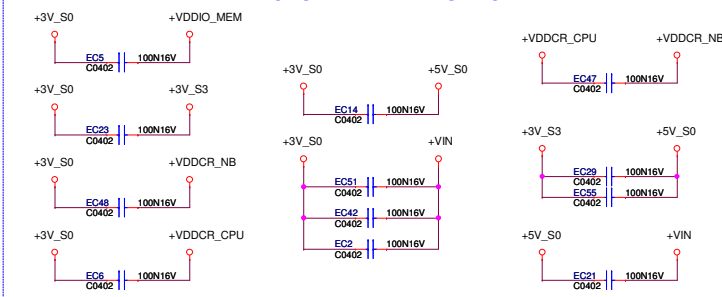 +3V_S0 +VDDIO_MEM
EC5 100N16V
C0402
+3V_S0 +3V_S3
EC23 100N16V
C0402
+3V_S0 +VDDCR_NB
EC48 100N16V
C0402
+3V_S0 +VDDCR_CPU
EC6 100N16V
C0402
+3V_S0 +5V_S0
EC14 100N16V
C0402
+3V_S0 +VIN
EC51 100N16V
C0402
EC42 100N16V
C0402
EC2 100N16V
C0402
+VDDCR_CPU +VDDCR_NB
EC47 100N16V
C0402
+3V_S3 +5V_S0
EC29 100N16V
C0402
EC55 100N16V
C0402
+5V_S0 +VIN
EC21 100N16V
C0402